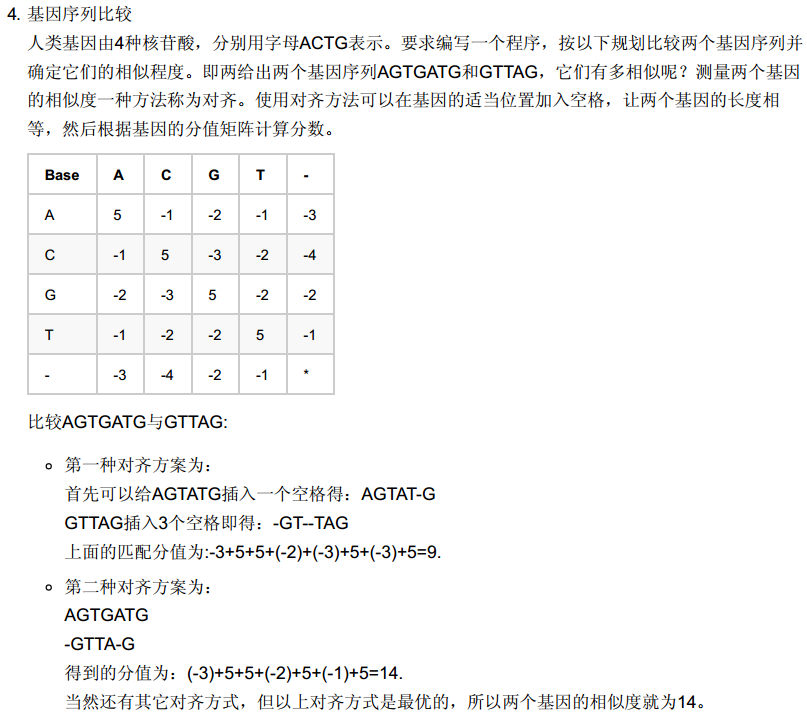 4. 基因序列比较
人类基因由4种核苷酸，分别用字母ACTG表示。要求编写一个程序，按以下规划比较两个基因序列并
确定它们的相似程度。即两给出两个基因序列AGTGATG和GTTAG，它们有多相似呢？测量两个基因
的相似度一种方法称为对齐。使用对齐方法可以在基因的适当位置加入空格，让两个基因的长度相
等，然后根据基因的分值矩阵计算分数。
Base A C G T -
A 5 -1 -2 -1 -3
C -1 5 -3 -2 -4
G -2 -3 5 -2 -2
T -1 -2 -2 5 -1
- -3 -4 -2 -1 *
比较AGTGATG与GTTAG:
第一种对齐方案为：
首先可以给AGTATG插入一个空格得：AGTAT-G
GTTAG插入3个空格即得：-GT--TAG
上面的匹配分值为:-3+5+5+(-2)+(-3)+5+(-3)+5=9.
第二种对齐方案为：
AGTGATG
-GTTA-G
得到的分值为：(-3)+5+5+(-2)+5+(-1)+5=14.
当然还有其它对齐方式，但以上对齐方式是最优的，所以两个基因的相似度就为14。